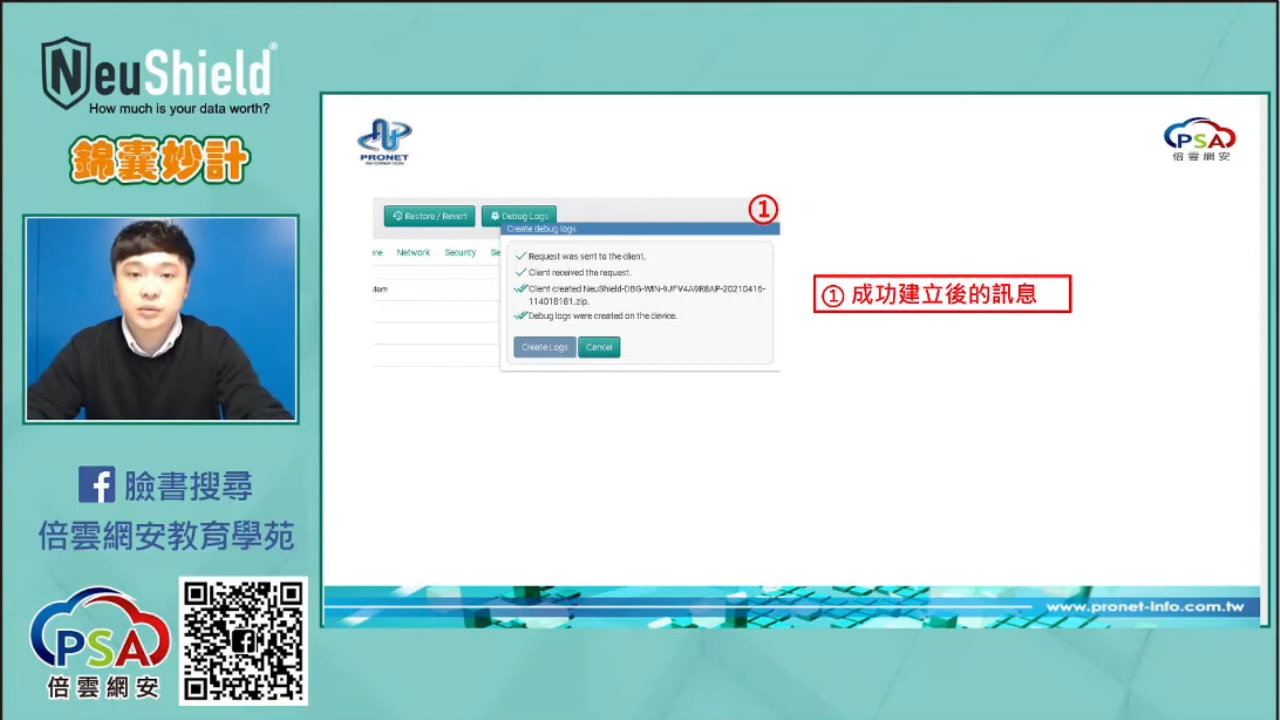 NeuShield®
How much is your data worth?
錦囊妙計
臉書搜尋
倍雲網安教育學苑
PSA
倍雲網安
PRONET
INFORMATION
PSA
倍雲網安
Restore / Revert
Debug Logs
①
Create debug logs
Network
Security
Request was sent to the client.
Client received the request.
Client created NeuShield-DBG-WIN-9JFV4A9R8AP-20210416-
114018181.zip.
Debug logs were created on the device.
Create Logs
Cancel
① 成功建立後的訊息
www.pronet-info.com.tw